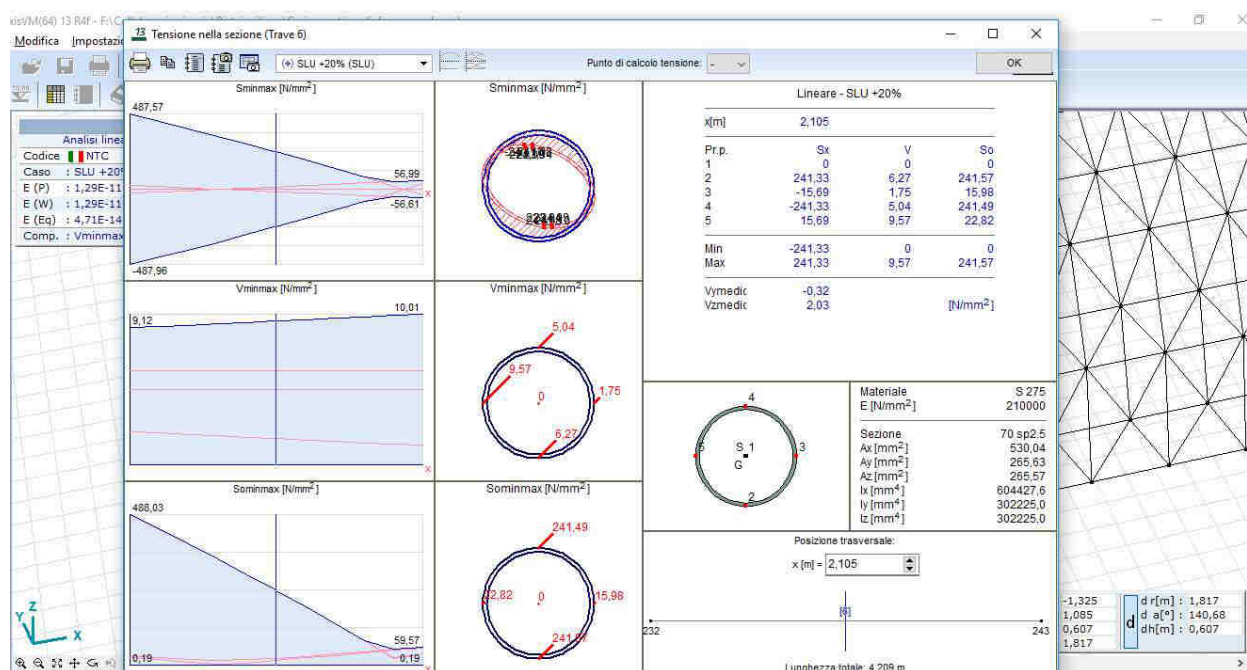 Tensione nella sezione (Trave 6)
Modifica
(+) SLU +20% (SLU)
Punto di calcolo tensione: -
OK
Analisi linea
Codice NTC
Caso : SLU +20%
E (P) : 1,29E-11
E (W) : 1,29E-11
E (Eq) : 4,71E-14
Comp. : Vminmax
Sminmax [N/mm²]
487,57
56,99
-56,61
-487,96
x
Sminmax [N/mm²]
Vminmax [N/mm²]
10,01
9,12
x
Vminmax [N/mm²]
5,04
9,57
0
1,75
6,27
Sominmax [N/mm²]
488,03
59,57
0,19
6,19
Sominmax [N/mm²]
241,49
22,82
0
15,98
Lineare - SLU +20%
x[m] 2,105
Pr.p. Sx V So
1 0 0 0
2 241,33 6,27 241,57
3 -15,69 1,75 15,98
4 -241,33 5,04 241,49
5 15,69 9,57 22,82
Min -241,33 0 0
Max 241,33 9,57 241,57
Vymedic -0,32
Vzmedic 2,03 [N/mm²]
4
5
S 1
G
3
2
Materiale S 275
E [N/mm²] 210000
Sezione 70 sp2.5
Ax [mm²] 530,04
Ay [mm²] 265,63
Az [mm²] 265,57
Ix [mm⁴] 604427,6
Iy [mm⁴] 302225,0
Iz [mm⁴] 302225,0
Posizione trasversale:
x [m] = 2,105
[6]
232
243
Lunghezza totale: 4,209 m
Z
Y
X
-1,325
1,085
0,607
1,817
d
d r[m] : 1,817
d a[°] : 140,68
dh[m] : 0,607